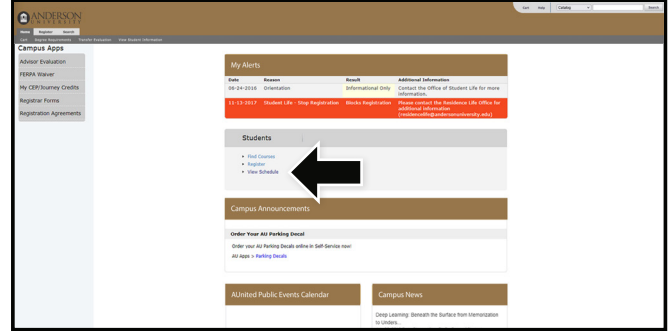 Cart Help Catalog Search
ANDERSON
UNIVERSITY
Home Register Search
Cart Degree Requirements Transfer Evaluation View Student Information
Campus Apps
Advisor Evaluation
FERPA Waiver
My CEP/Journey Credits
Registrar Forms
Registration Agreements
My Alerts
Date Reason Result Additional Information
08-24-2016 Orientation Informational Only Contact the Office of Student Life for more
information.
11-13-2017 Student Life - Stop Registration Blocks Registration Please contact the Residence Life Office for
additional information
(residencelife@andersonuniversity.edu)
Students
Find Courses
Register
View Schedule
Campus Announcements
Order Your AU Parking Decal
Order your AU Parking Decals online in Self-Service now!
AU Apps > Parking Decals
AUnited Public Events Calendar
Campus News
Deep Learning: Beneath the Surface from Memorization
to Unders...